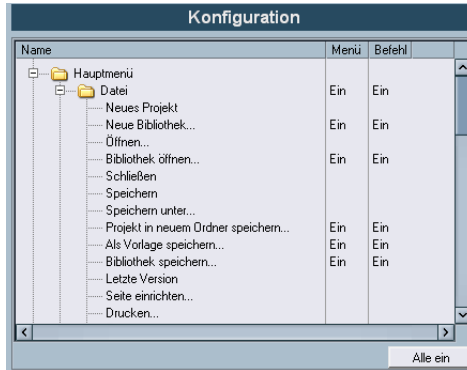 Konfiguration
Name Menü Befehl
Hauptmenü
Datei Ein Ein
Neues Projekt
Neue Bibliothek... Ein Ein
Öffnen...
Bibliothek öffnen... Ein Ein
Schließen
Speichern
Speichern unter...
Projekt in neuem Ordner speichern... Ein Ein
Als Vorlage speichern... Ein Ein
Bibliothek speichern... Ein Ein
Letzte Version
Seite einrichten...
Drucken...
Alle ein